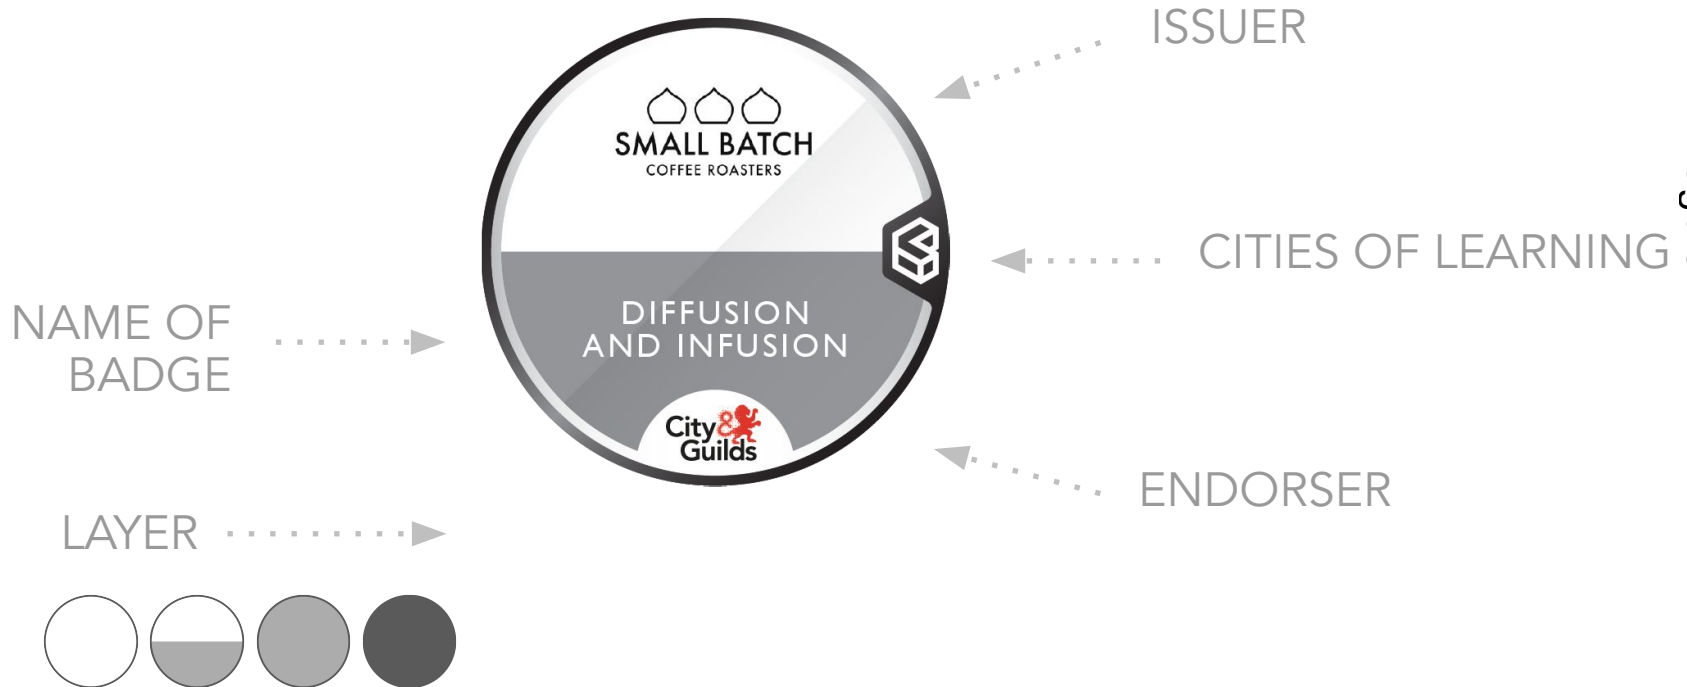 ISSUER
SMALL BATCH
COFFEE ROASTERS
CITIES OF LEARNING
NAME OF
BADGE
DIFFUSION
AND INFUSION
City&
Guilds
ENDORSER
LAYER